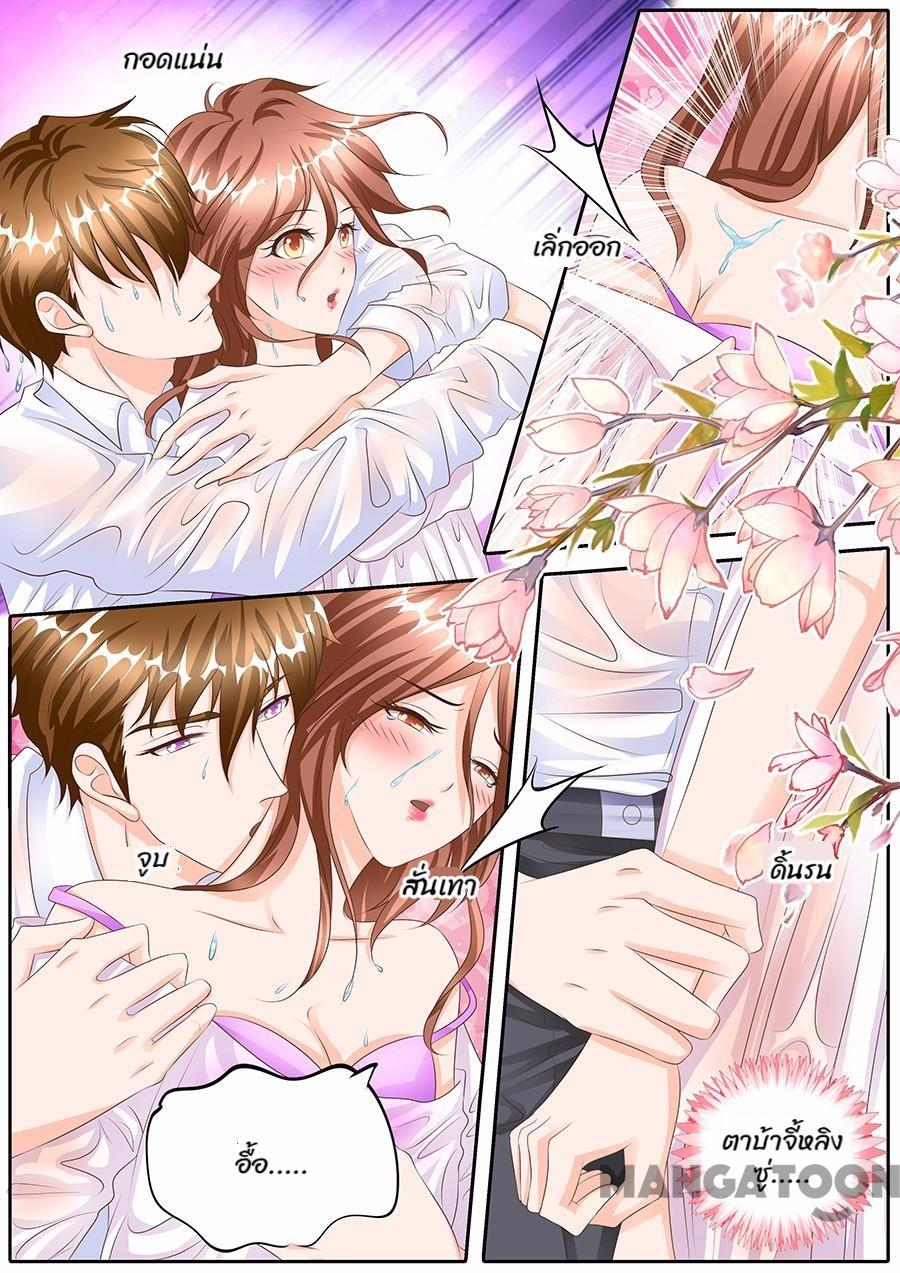 กอดแน่น
เลิ่กออก
จูบ
สั่นเทา
ดิ้นรน
อื้อ.....
ตาบ้าจี้หลิง
ซู่.....
MANGATOON